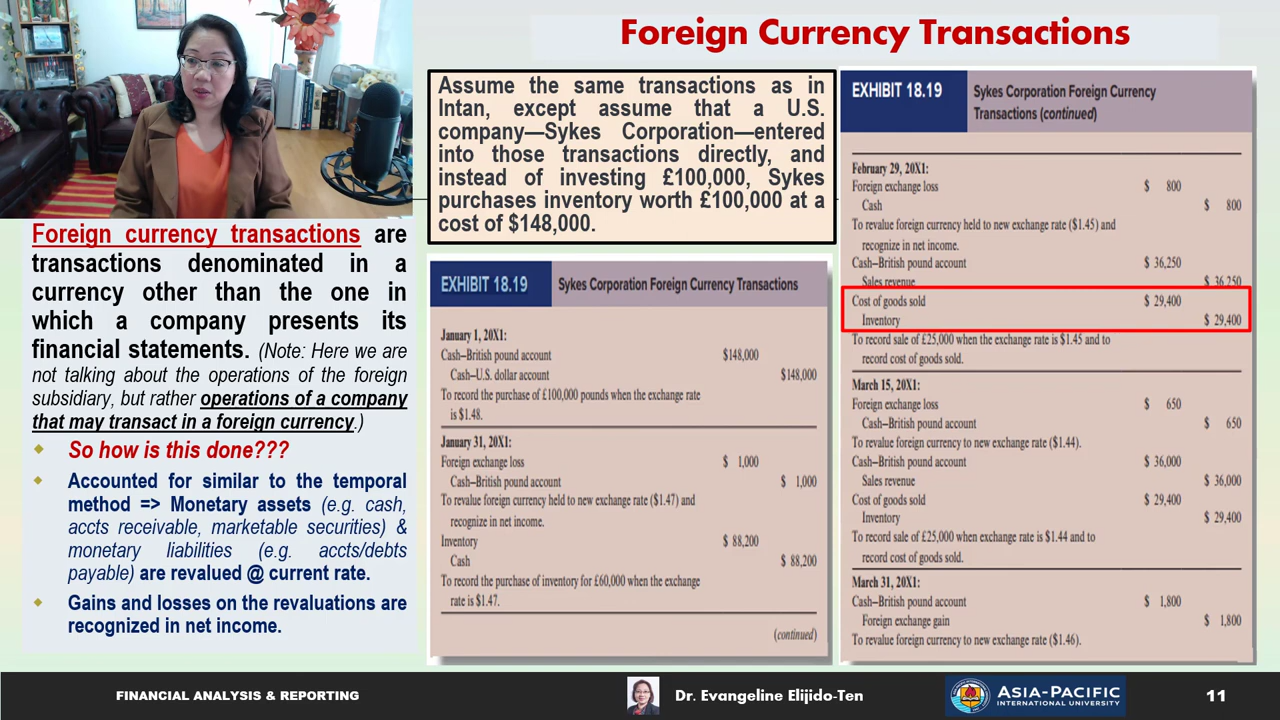 Foreign Currency Transactions
Foreign currency transactions are
transactions denominated in a
currency other than the one in
which a company presents its
financial statements. (Note: Here we are
not talking about the operations of the foreign
subsidiary, but rather operations of a company
that may transact in a foreign currency.)
So how is this done???
Accounted for similar to the temporal
method => Monetary assets (e.g. cash,
accts receivable, marketable securities) &
monetary liabilities (e.g. accts/debts
payable) are revalued @ current rate.
Gains and losses on the revaluations are
recognized in net income.
Assume the same transactions as in
Intan, except assume that a U.S.
company—Sykes Corporation—entered
into those transactions directly, and
instead of investing £100,000, Sykes
purchases inventory worth £100,000 at a
cost of $148,000.
EXHIBIT 18.19 Sykes Corporation Foreign Currency Transactions
January 1, 20X1:
Cash–British pound account $148,000
Cash–U.S. dollar account $148,000
To record the purchase of £100,000 pounds when the exchange rate
is $1.48.
January 31, 20X1:
Foreign exchange loss $ 1,000
Cash–British pound account $ 1,000
To revalue foreign currency held to new exchange rate ($1.47) and
recognize in net income.
Inventory $ 88,200
Cash $ 88,200
To record the purchase of inventory for £60,000 when the exchange
rate is $1.47.
(continued)
EXHIBIT 18.19 Sykes Corporation Foreign Currency
Transactions (continued)
February 29, 20X1:
Foreign exchange loss $ 800
Cash $ 800
To revalue foreign currency held to new exchange rate ($1.45) and
recognize in net income.
Cash–British pound account $ 36,250
Sales revenue $ 36,250
Cost of goods sold $ 29,400
Inventory $ 29,400
To record sale of £25,000 when the exchange rate is $1.45 and to
record cost of goods sold.
March 15, 20X1:
Foreign exchange loss $ 650
Cash–British pound account $ 650
To revalue foreign currency to new exchange rate ($1.44).
Cash–British pound account $ 36,000
Sales revenue $ 36,000
Cost of goods sold $ 29,400
Inventory $ 29,400
To record sale of £25,000 when exchange rate is $1.44 and to
record cost of goods sold.
March 31, 20X1:
Cash–British pound account $ 1,800
Foreign exchange gain $ 1,800
To revalue foreign currency to new exchange rate ($1.46).
FINANCIAL ANALYSIS & REPORTING
Dr. Evangeline Elijido-Ten
ASIA-PACIFIC
INTERNATIONAL UNIVERSITY
11